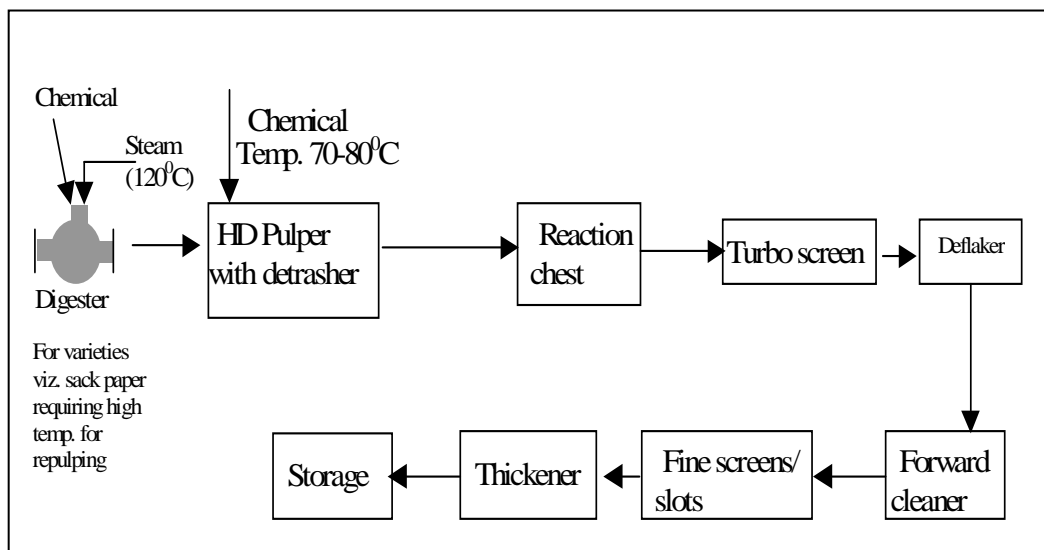 Chemical
Steam
(120⁰C)
Chemical
Temp. 70-80⁰C
Digester
HD Pulper
with detrasher
Reaction
chest
Turbo screen
Deflaker
For varieties
viz. sack paper
requiring high
temp. for
repulping
Storage
Thickener
Fine screens/
slots
Forward
cleaner